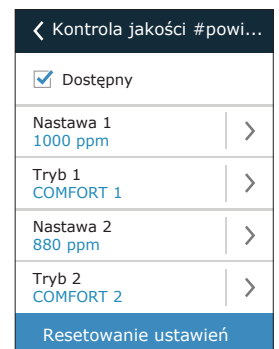 Kontrola jakości #powi...
Dostępny
Nastawa 1
1000 ppm
Tryb 1
COMFORT 1
Nastawa 2
880 ppm
Tryb 2
COMFORT 2
Resetowanie ustawień